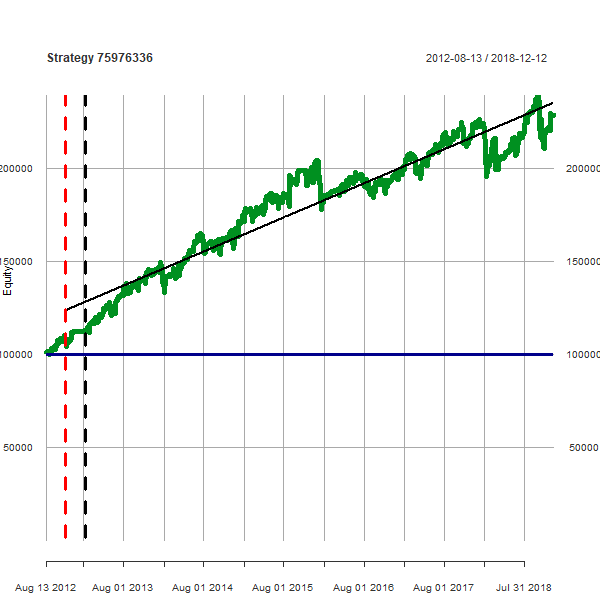 Strategy 75976336
2012-08-13 / 2018-12-12
200000
200000
150000
150000
Equity
100000
100000
50000
50000
Aug 13 2012
Aug 01 2013
Aug 01 2014
Aug 01 2015
Aug 01 2016
Aug 01 2017
Jul 31 2018